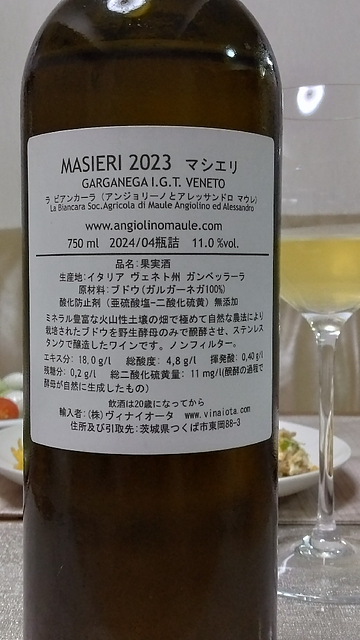 MASIERI 2023 マシエリ
GARGANEGA I.G.T. VENETO
ラ ビアンカーラ (アンジョリーノとアレッサンドロ マウレ)
La Biancara Soc.Agricola di Maule Angiolino ed Alessandro
www.angiolinomaule.com
750 ml 2024/04瓶詰 11.0 %vol.
品名:果実酒
生産地:イタリア ヴェネト州 ガンベッラーラ
原材料:ブドウ(ガルガーネガ100%)
酸化防止剤 (亜硫酸塩-二酸化硫黄) 無添加
ミネラル豊富な火山性土壌の畑で極めて自然な農法により
栽培されたブドウを野生酵母のみで醗酵させ、ステンレス
タンクで醸造したワインです。ノンフィルター。
エキス分: 18,0 g/l 総酸度: 4,8 g/l 揮発酸: 0,40 g/l
残糖分: 0,2 g/l 総二酸化硫黄量: 11 mg/l(醗酵の過程で
酵母が自然に生成したもの)
飲酒は20歳になってから
輸入者:(株)ヴィナイオータ www.vinaiota.com
住所及び引取先:茨城県つくば市東岡88-3